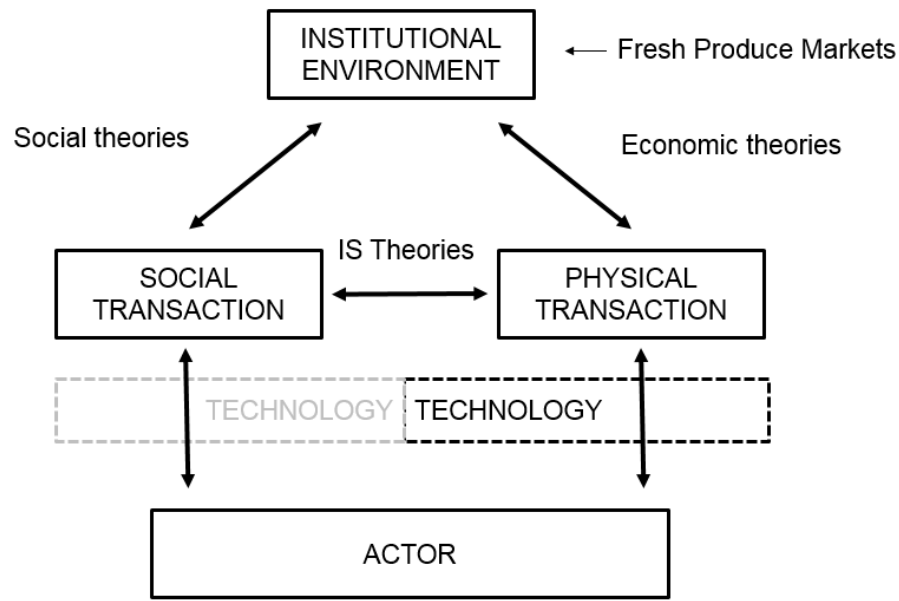 INSTITUTIONAL
ENVIRONMENT
Fresh Produce Markets
Social theories
Economic theories
IS Theories
SOCIAL
TRANSACTION
PHYSICAL
TRANSACTION
TECHNOLOGY
TECHNOLOGY
ACTOR